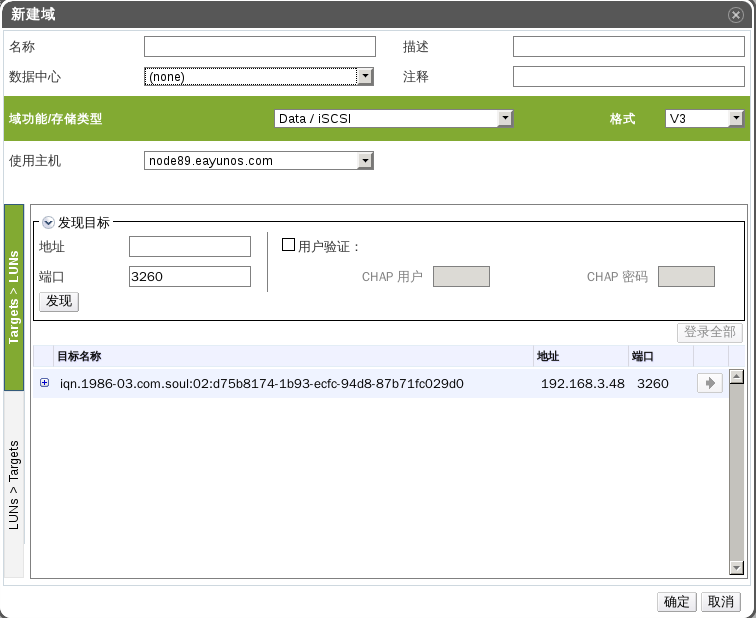 新建域
名称 描述
数据中心 (none) 注释
域功能/存储类型 Data / iSCSI 格式 V3
使用主机 node89.eayunos.com
Targets > LUNs
LUNs > Targets
发现目标
地址 用户验证：
端口 3260 CHAP 用户 CHAP 密码
发现
登录全部
目标名称 地址 端口
iqn.1986-03.com.soul:02:d75b8174-1b93-ecfc-94d8-87b71fc029d0 192.168.3.48 3260
确定 取消